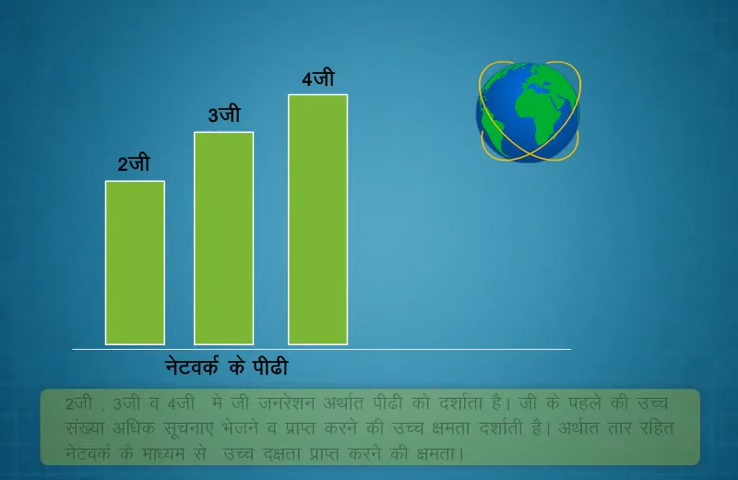 4जी
3जी
2जी
नेटवर्क के पीढी
2जी , 3जी व 4जी मे जी जनरेशन अर्थात पीढी को दर्शाता है। जी के पहले की उच्च
संख्या अधिक सूचनाए भेजने व प्राप्त करने की उच्च क्षमता दर्शाती है। अर्थात तार रहित
नेटवर्क के माध्यम से उच्च दक्षता प्राप्त करने की क्षमता।